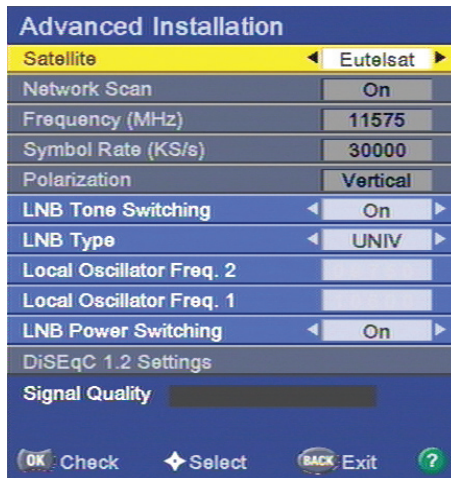 Advanced Installation
Satellite Eutelsat
Network Scan On
Frequency (MHz) 11575
Symbol Rate (KS/s) 30000
Polarization Vertical
LNB Tone Switching On
LNB Type UNIV
Local Oscillator Freq. 2
Local Oscillator Freq. 1
LNB Power Switching On
DiSEqC 1.2 Settings
Signal Quality
OK Check Select BACK Exit ?